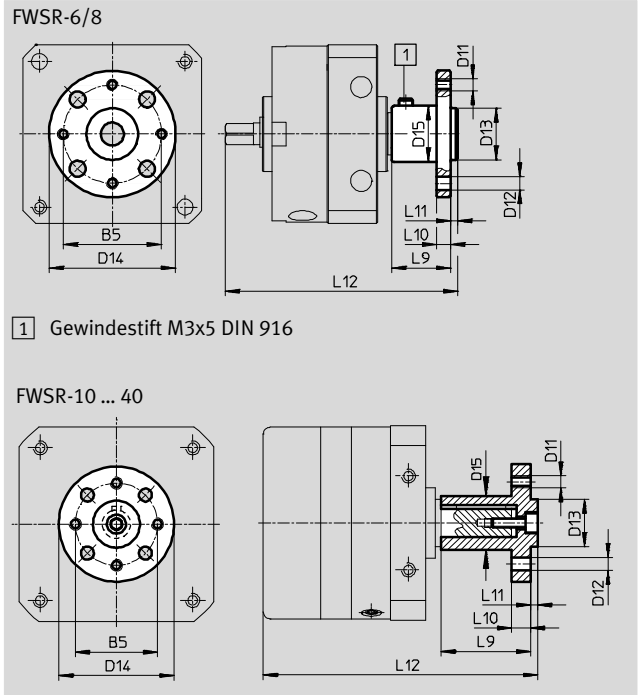 FWSR-6/8
1
D11
D15
D13
D12
L11
L10
L9
B5
D14
L12
1 Gewindestift M3x5 DIN 916
FWSR-10 ... 40
D11
D15
D13
D12
L11
L10
L9
B5
D14
L12